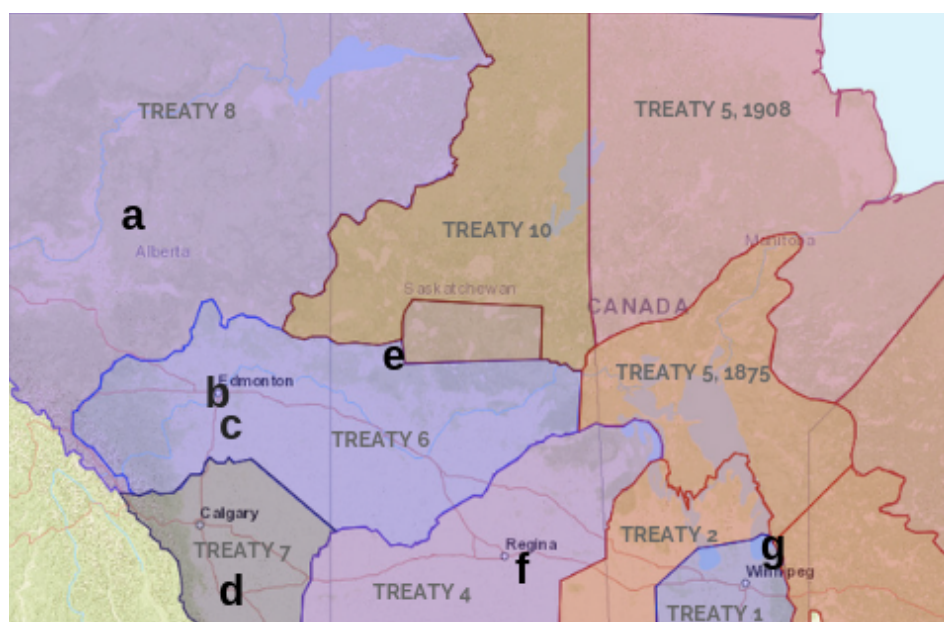 TREATY 8
TREATY 5, 1908
a
TREATY 10
Manitoba
Alberta
Saskatchewan
CANADA
e
TREATY 5, 1875
b Edmonton
c
TREATY 6
Calgary
TREATY 7
Regina
TREATY 2
g
f
Winnipeg
d
TREATY 4
TREATY 1